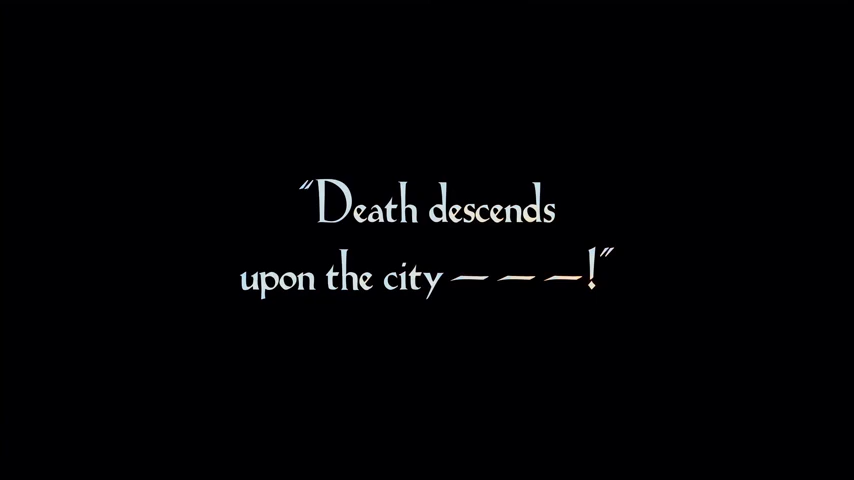 “Death descends
upon the city — — —!”